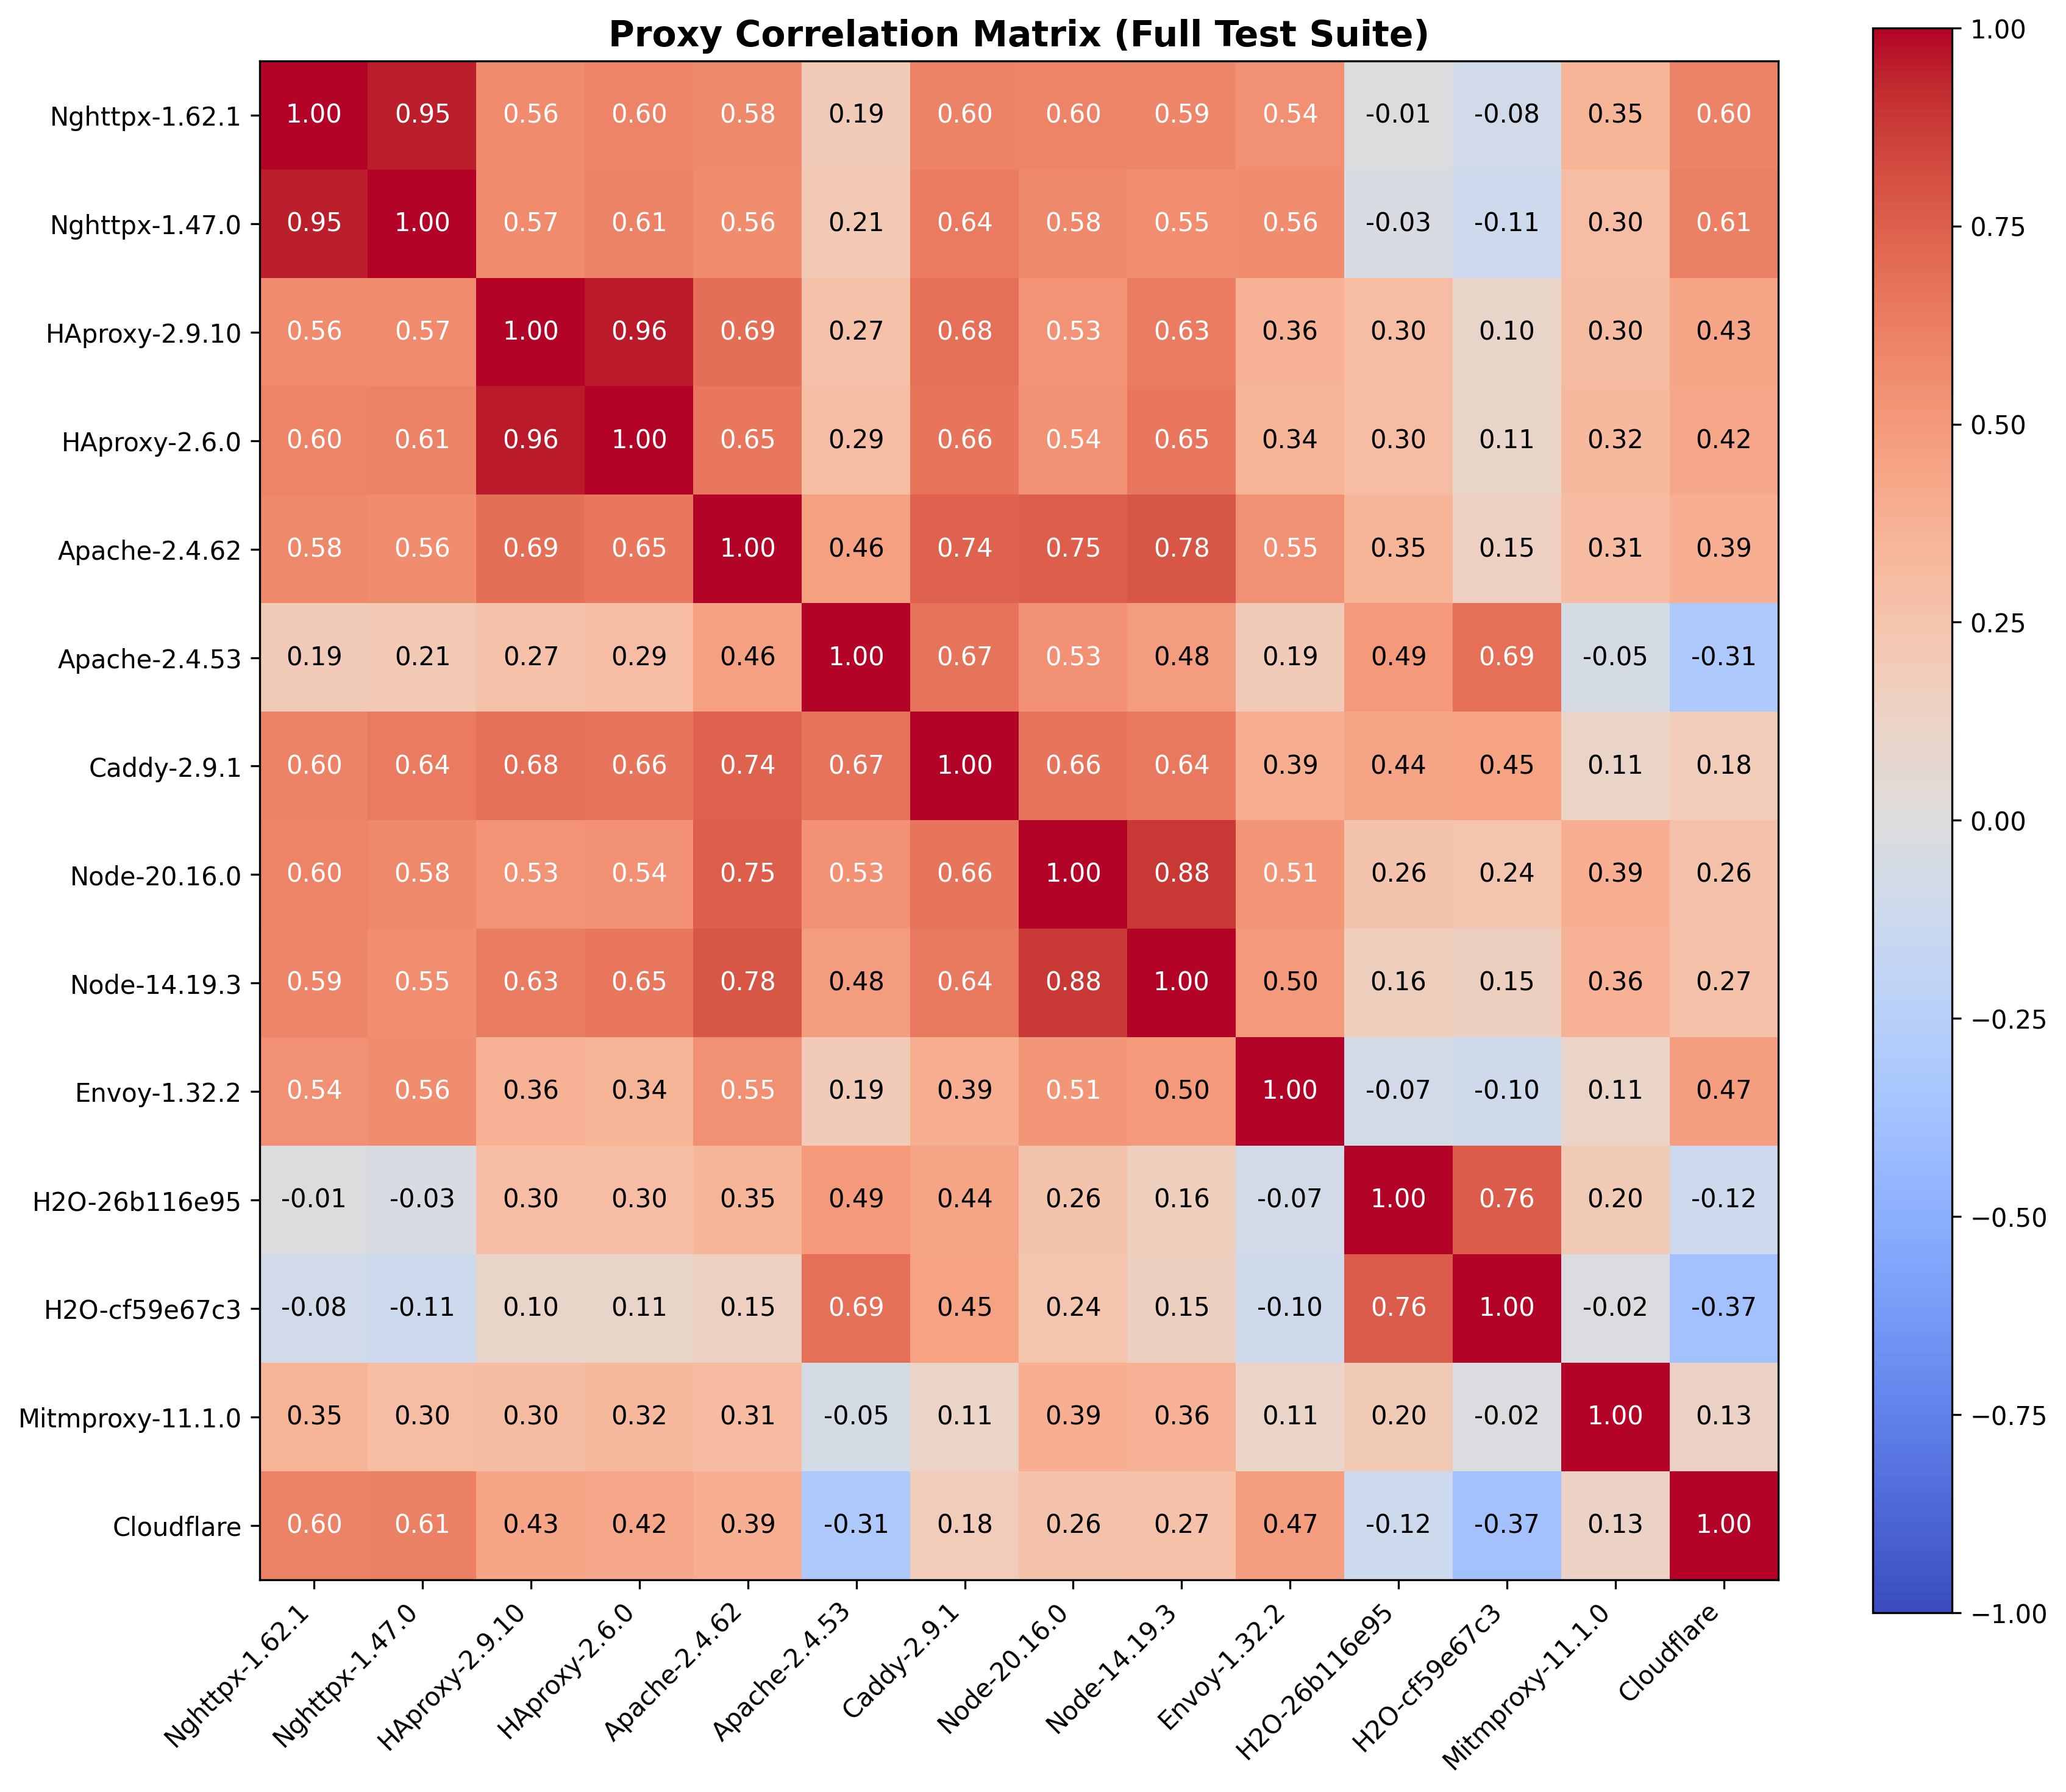 Proxy Correlation Matrix (Full Test Suite)
Nghttpx-1.62.1 1.00 0.95 0.56 0.60 0.58 0.19 0.60 0.60 0.59 0.54 -0.01 -0.08 0.35 0.60
Nghttpx-1.47.0 0.95 1.00 0.57 0.61 0.56 0.21 0.64 0.58 0.55 0.56 -0.03 -0.11 0.30 0.61
HAproxy-2.9.10 0.56 0.57 1.00 0.96 0.69 0.27 0.68 0.53 0.63 0.36 0.30 0.10 0.30 0.43
HAproxy-2.6.0 0.60 0.61 0.96 1.00 0.65 0.29 0.66 0.54 0.65 0.34 0.30 0.11 0.32 0.42
Apache-2.4.62 0.58 0.56 0.69 0.65 1.00 0.46 0.74 0.75 0.78 0.55 0.35 0.15 0.31 0.39
Apache-2.4.53 0.19 0.21 0.27 0.29 0.46 1.00 0.67 0.53 0.48 0.19 0.49 0.69 -0.05 -0.31
Caddy-2.9.1 0.60 0.64 0.68 0.66 0.74 0.67 1.00 0.66 0.64 0.39 0.44 0.45 0.11 0.18
Node-20.16.0 0.60 0.58 0.53 0.54 0.75 0.53 0.66 1.00 0.88 0.51 0.26 0.24 0.39 0.26
Node-14.19.3 0.59 0.55 0.63 0.65 0.78 0.48 0.64 0.88 1.00 0.50 0.16 0.15 0.36 0.27
Envoy-1.32.2 0.54 0.56 0.36 0.34 0.55 0.19 0.39 0.51 0.50 1.00 -0.07 -0.10 0.11 0.47
H2O-26b116e95 -0.01 -0.03 0.30 0.30 0.35 0.49 0.44 0.26 0.16 -0.07 1.00 0.76 0.20 -0.12
H2O-cf59e67c3 -0.08 -0.11 0.10 0.11 0.15 0.69 0.45 0.24 0.15 -0.10 0.76 1.00 -0.02 -0.37
Mitmproxy-11.1.0 0.35 0.30 0.30 0.32 0.31 -0.05 0.11 0.39 0.36 0.11 0.20 -0.02 1.00 0.13
Cloudflare 0.60 0.61 0.43 0.42 0.39 -0.31 0.18 0.26 0.27 0.47 -0.12 -0.37 0.13 1.00
Nghttpx-1.62.1
Nghttpx-1.47.0
HAproxy-2.9.10
HAproxy-2.6.0
Apache-2.4.62
Apache-2.4.53
Caddy-2.9.1
Node-20.16.0
Node-14.19.3
Envoy-1.32.2
H2O-26b116e95
H2O-cf59e67c3
Mitmproxy-11.1.0
Cloudflare
1.00
0.75
0.50
0.25
0.00
−0.25
−0.50
−0.75
−1.00